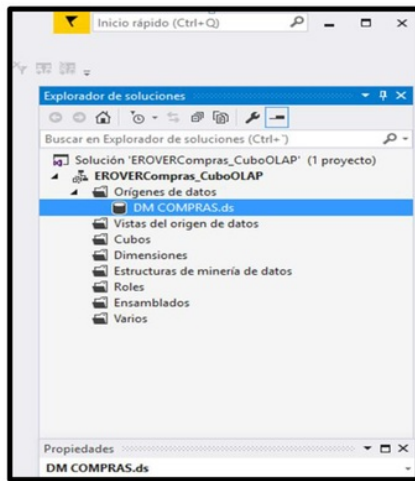 Inicio rápido (Ctrl+Q)
Explorador de soluciones
Buscar en Explorador de soluciones (Ctrl+¨)
Solución 'EROVERCompras_CuboOLAP' (1 proyecto)
EROVERCompras_CuboOLAP
Orígenes de datos
DM COMPRAS.ds
Vistas del origen de datos
Cubos
Dimensiones
Estructuras de minería de datos
Roles
Ensamblados
Varios
Propiedades
DM COMPRAS.ds